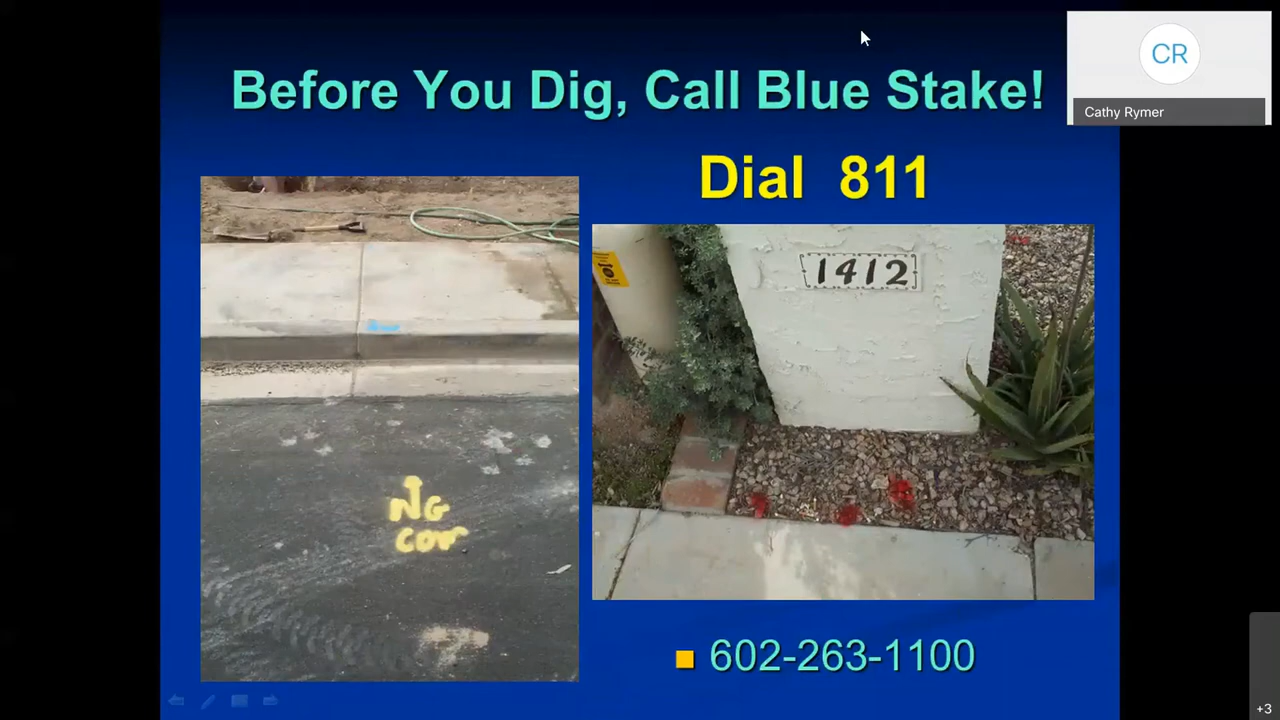 Before You Dig, Call Blue Stake!
CR
Cathy Rymer
Dial 811
1412
NG
COM
602-263-1100
+3